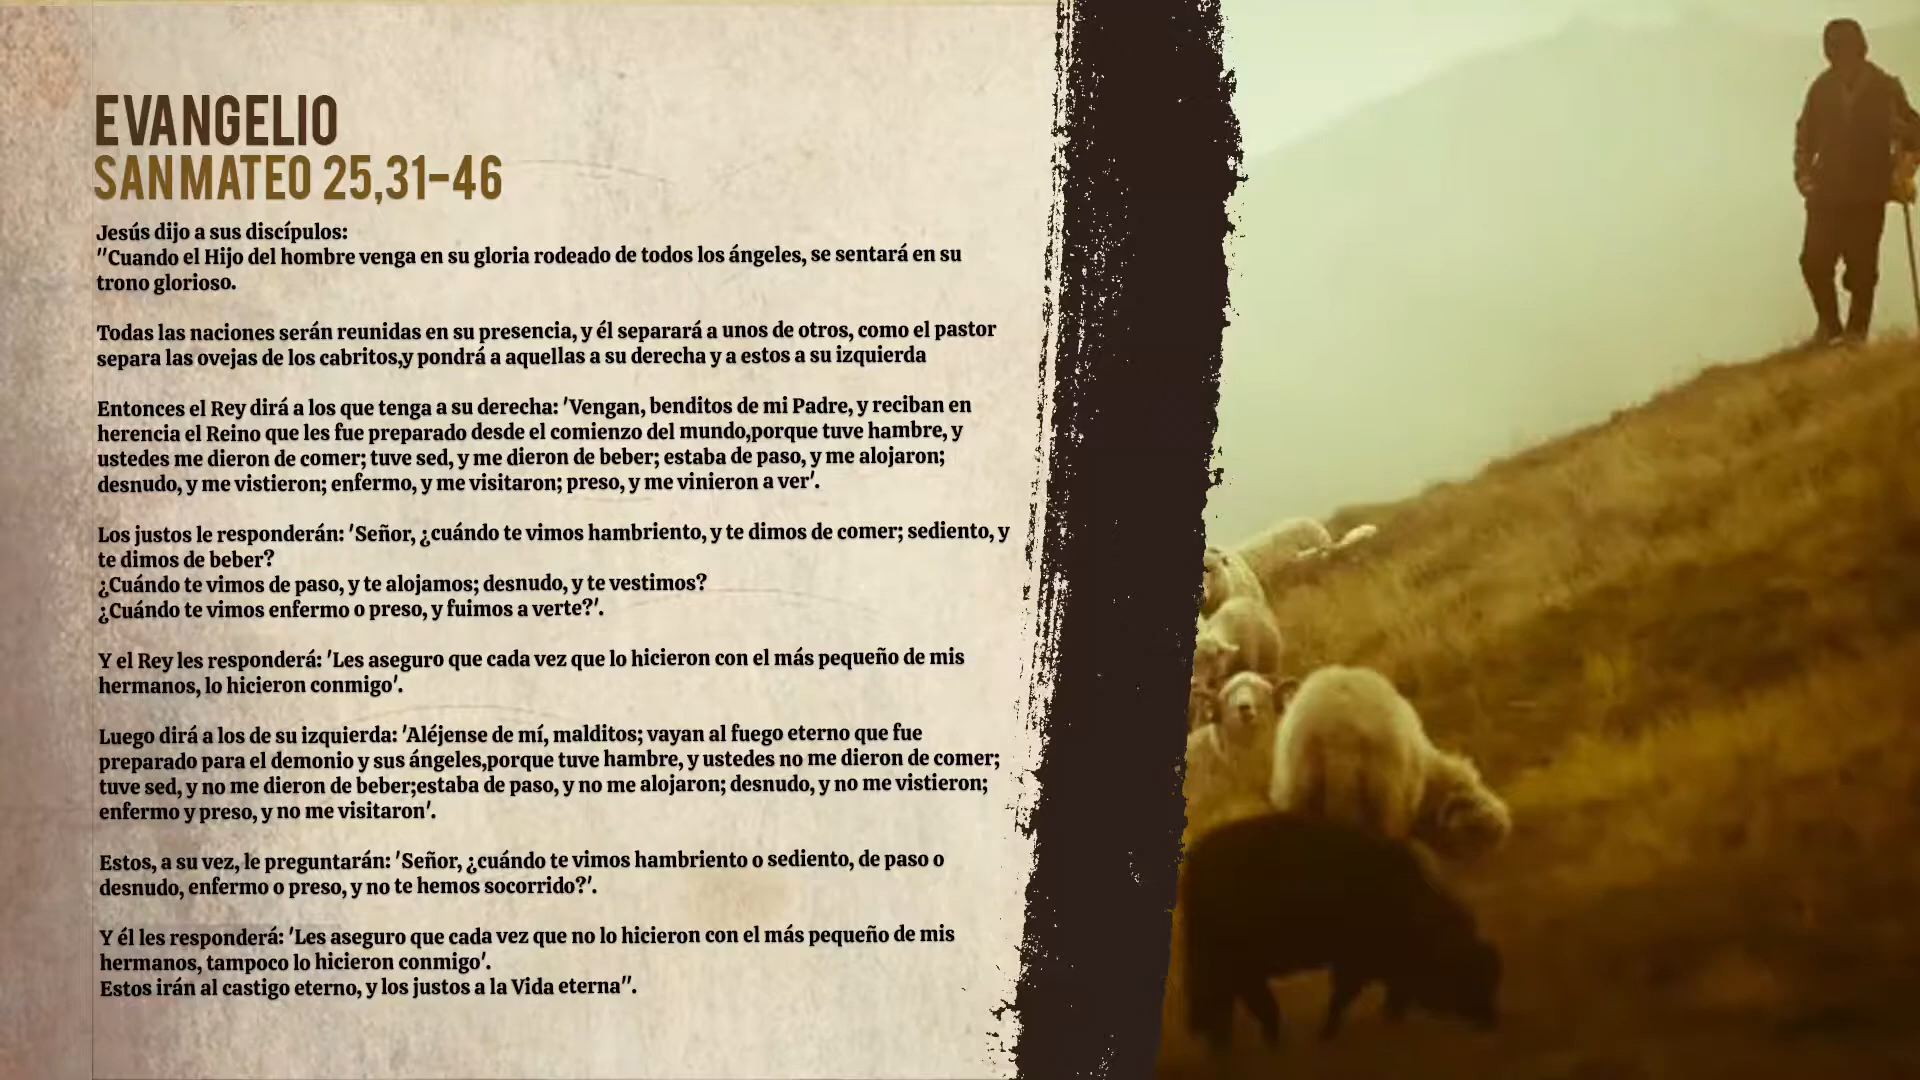 EVANGELIO
SAN MATEO 25,31-46
Jesús dijo a sus discípulos:
"Cuando el Hijo del hombre venga en su gloria rodeado de todos los ángeles, se sentará en su
trono glorioso.
Todas las naciones serán reunidas en su presencia, y él separará a unos de otros, como el pastor
separa las ovejas de los cabritos,y pondrá a aquellas a su derecha y a estos a su izquierda
Entonces el Rey dirá a los que tenga a su derecha: 'Vengan, benditos de mi Padre, y reciban en
herencia el Reino que les fue preparado desde el comienzo del mundo,porque tuve hambre, y
ustedes me dieron de comer; tuve sed, y me dieron de beber; estaba de paso, y me alojaron;
desnudo, y me vistieron; enfermo, y me visitaron; preso, y me vinieron a ver'.
Los justos le responderán: 'Señor, ¿cuándo te vimos hambriento, y te dimos de comer; sediento, y
te dimos de beber?
¿Cuándo te vimos de paso, y te alojamos; desnudo, y te vestimos?
¿Cuándo te vimos enfermo o preso, y fuimos a verte?'.
Y el Rey les responderá: 'Les aseguro que cada vez que lo hicieron con el más pequeño de mis
hermanos, lo hicieron conmigo'.
Luego dirá a los de su izquierda: 'Aléjense de mí, malditos; vayan al fuego eterno que fue
preparado para el demonio y sus ángeles,porque tuve hambre, y ustedes no me dieron de comer;
tuve sed, y no me dieron de beber;estaba de paso, y no me alojaron; desnudo, y no me vistieron;
enfermo y preso, y no me visitaron'.
Estos, a su vez, le preguntarán: 'Señor, ¿cuándo te vimos hambriento o sediento, de paso o
desnudo, enfermo o preso, y no te hemos socorrido?'.
Y él les responderá: 'Les aseguro que cada vez que no lo hicieron con el más pequeño de mis
hermanos, tampoco lo hicieron conmigo'.
Estos irán al castigo eterno, y los justos a la Vida eterna".